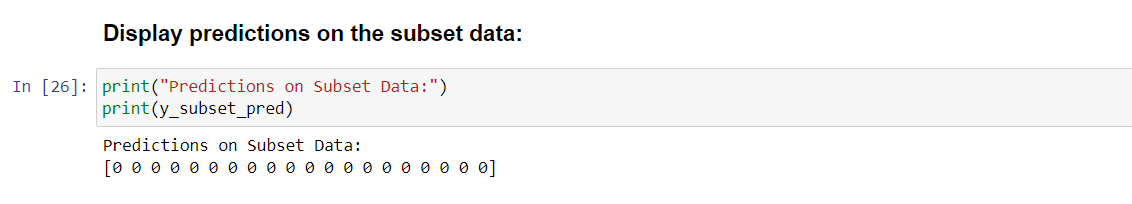 Display predictions on the subset data:
In [26]: print("Predictions on Subset Data:")
print(y_subset_pred)
Predictions on Subset Data:
[0 0 0 0 0 0 0 0 0 0 0 0 0 0 0 0 0 0 0 0]